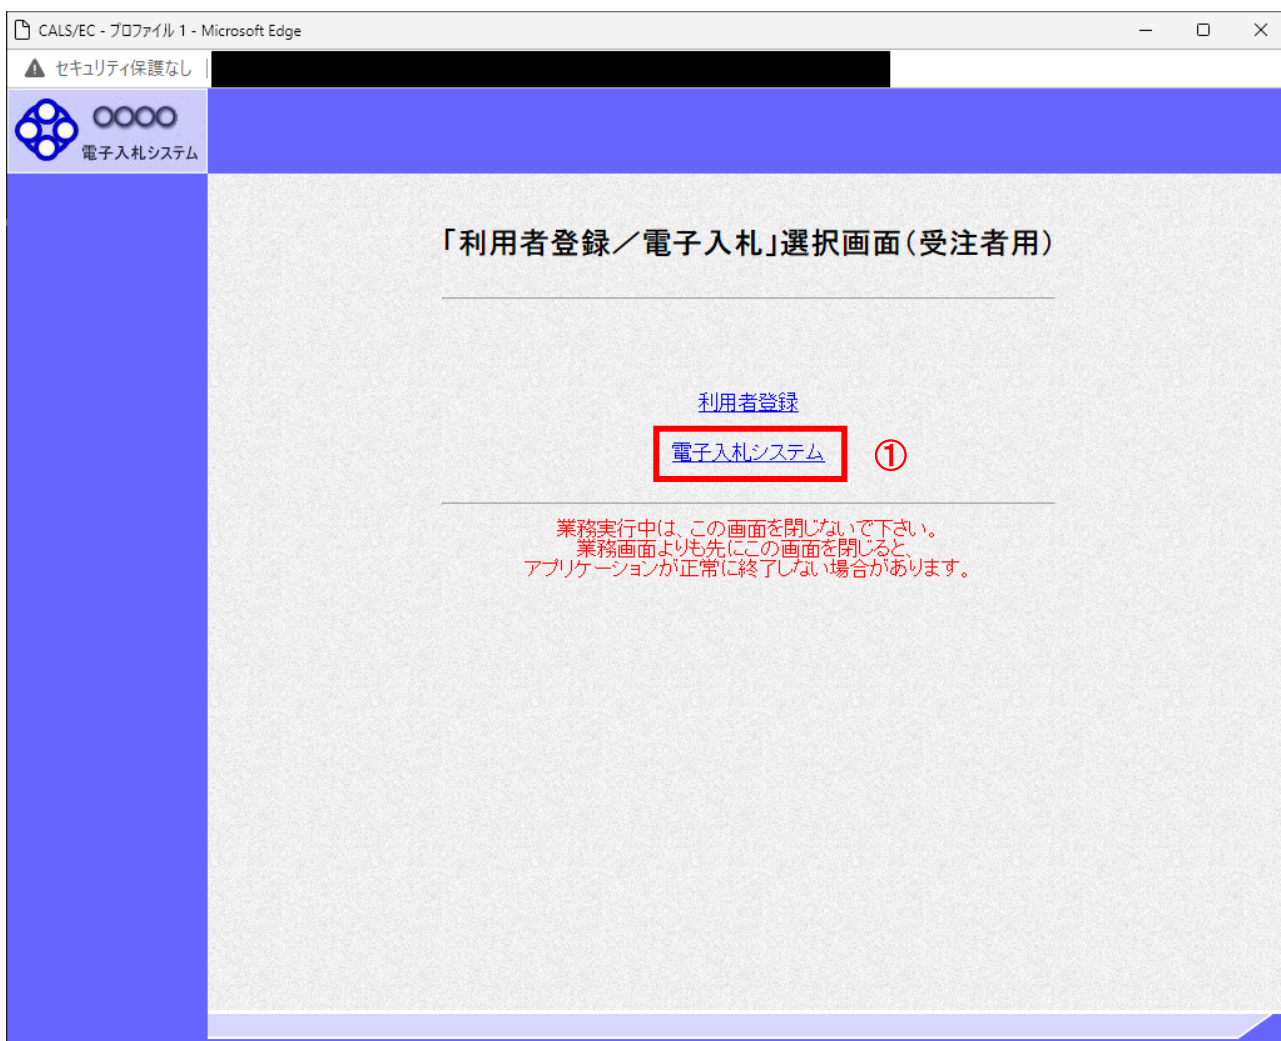 CALS/EC - プロファイル 1 - Microsoft Edge
セキュリティ保護なし
○○○○
電子入札システム
「利用者登録／電子入札」選択画面（受注者用）
利用者登録
電子入札システム ①
業務実行中は、この画面を閉じないで下さい。
業務画面よりも先にこの画面を閉じると、
アプリケーションが正常に終了しない場合があります。